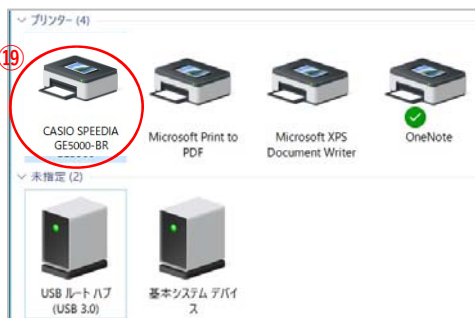 プリンター (4)
⑲
CASIO SPEEDIA
GE5000-BR
Microsoft Print to
PDF
Microsoft XPS
Document Writer
OneNote
未指定 (2)
USB ルート ハブ
(USB 3.0)
基本システム デバイ
ス